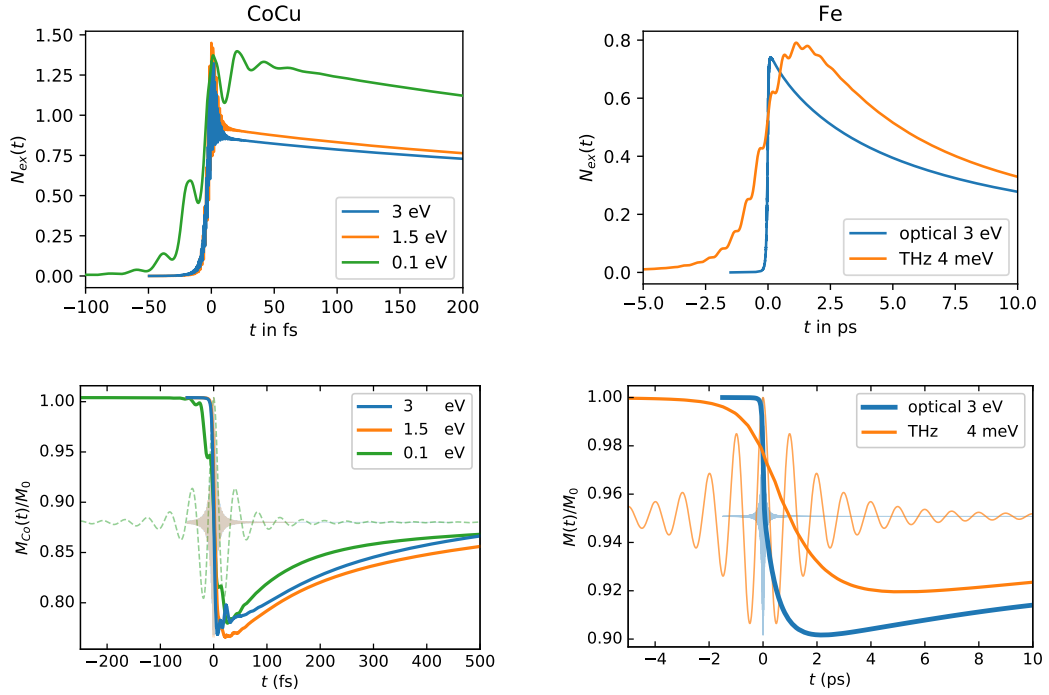 CoCu
1.50
1.25
1.00
0.75
0.50
0.25
0.00
N_ex(t)
3 eV
1.5 eV
0.1 eV
−100 −50 0 50 100 150 200
t in fs
Fe
0.8
0.6
0.4
0.2
0.0
N_ex(t)
optical 3 eV
THz 4 meV
−5.0 −2.5 0.0 2.5 5.0 7.5 10.0
t in ps
1.00
0.95
0.90
0.85
0.80
M_Co(t)/M_0
3 eV
1.5 eV
0.1 eV
−200 −100 0 100 200 300 400 500
t (fs)
1.00
0.98
0.96
0.94
0.92
0.90
M(t)/M_0
optical 3 eV
THz 4 meV
−4 −2 0 2 4 6 8 10
t (ps)